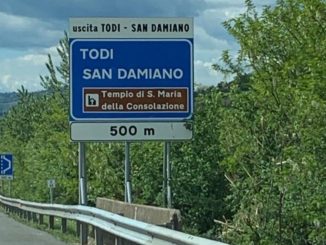 uscita TODI - SAN DAMIANO
TODI
SAN DAMIANO
Tempio di S. Maria
della Consolazione
500 m